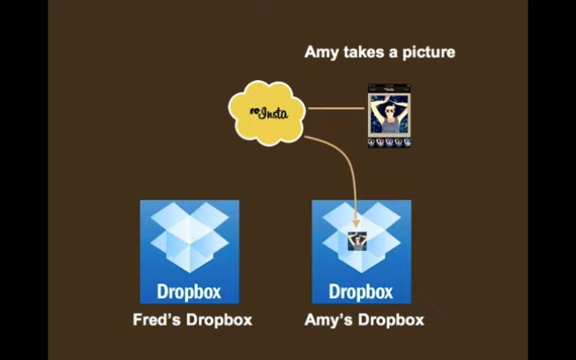 Amy takes a picture
reInsta
Dropbox
Dropbox
Fred's Dropbox
Amy's Dropbox